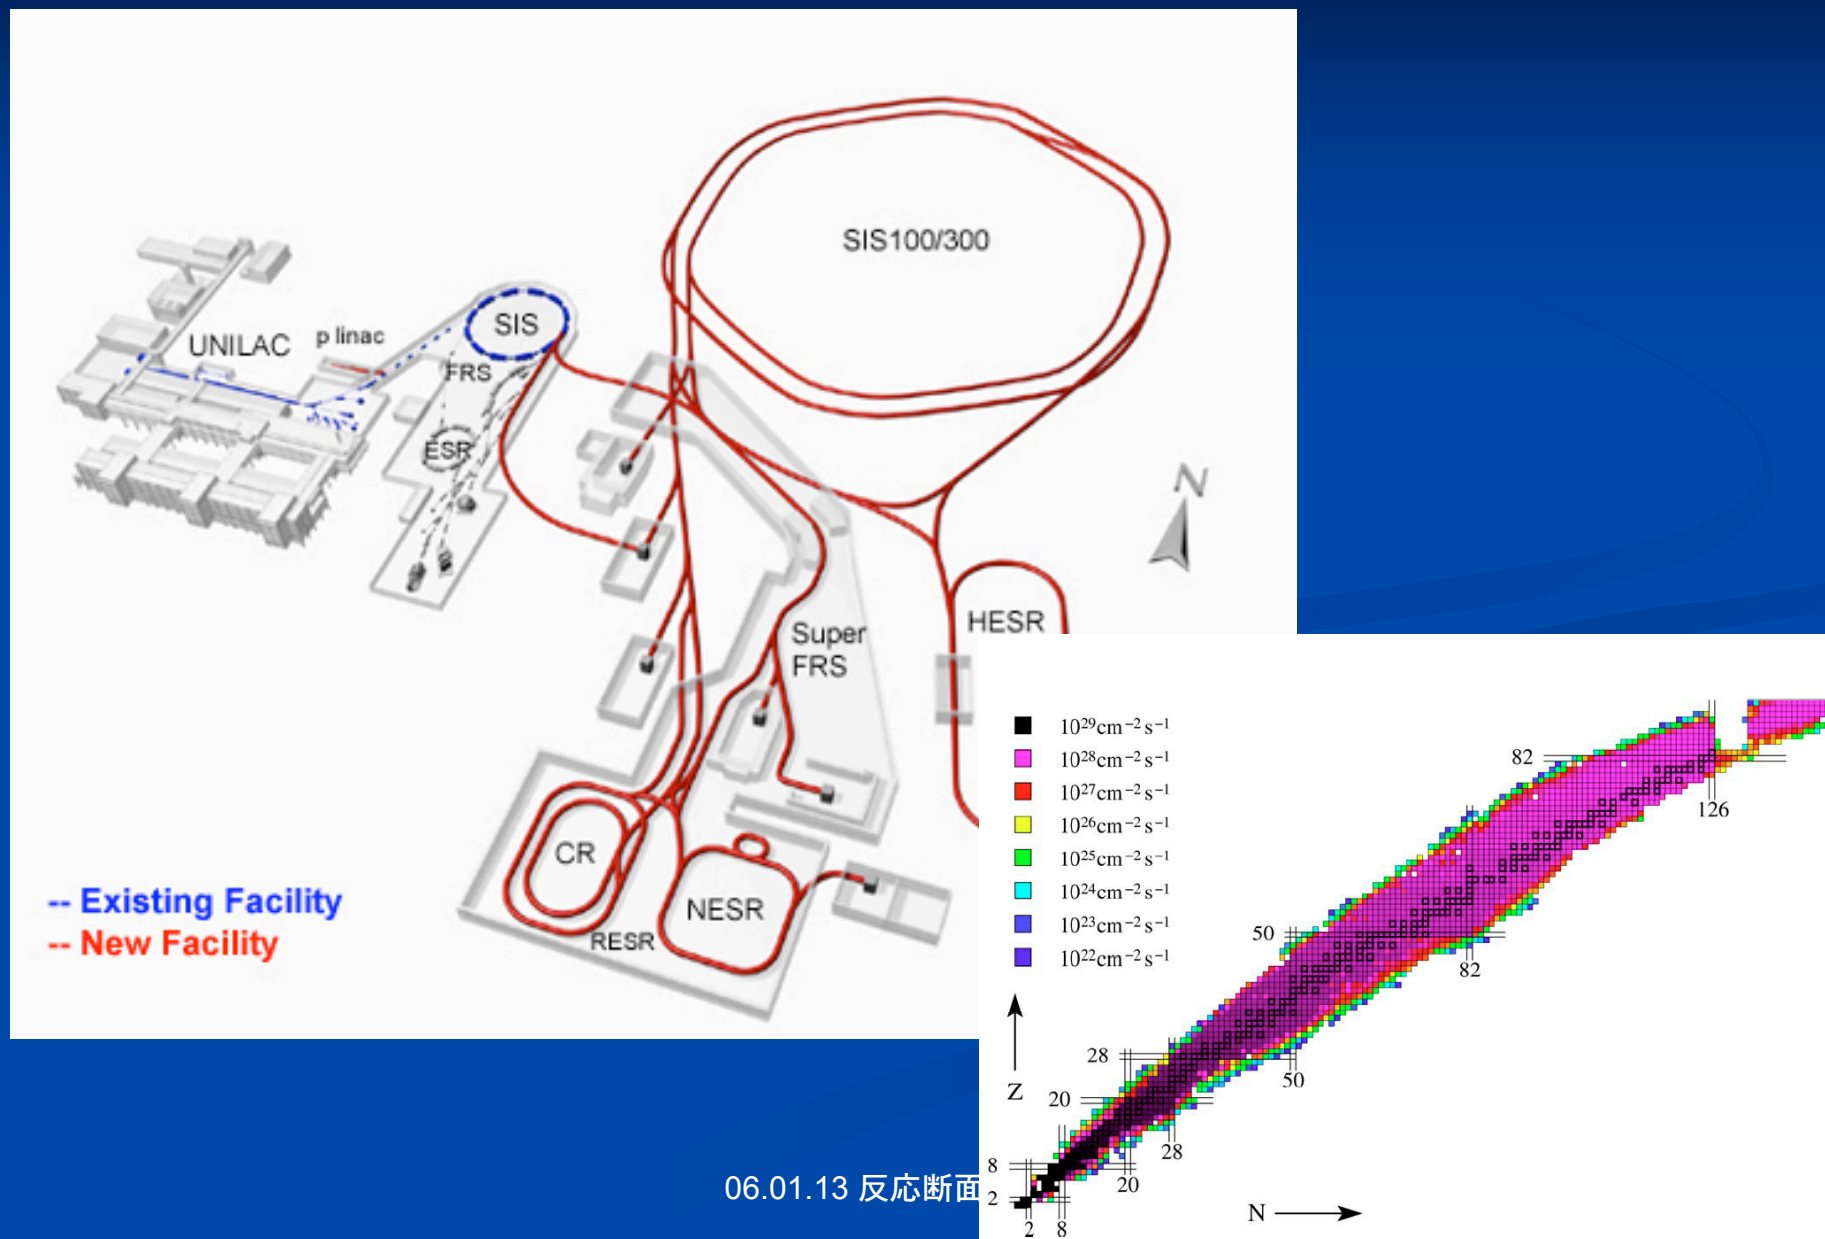 SIS100/300
SIS
UNILAC
p linac
FRS
ESR
N
HESR
Super
FRS
CR
NESR
RESR
-- Existing Facility
-- New Facility
10²⁹cm⁻²s⁻¹
10²⁸cm⁻²s⁻¹
10²⁷cm⁻²s⁻¹
10²⁶cm⁻²s⁻¹
10²⁵cm⁻²s⁻¹
10²⁴cm⁻²s⁻¹
10²³cm⁻²s⁻¹
10²²cm⁻²s⁻¹
82
126
50
82
28
50
Z
20
28
8
20
2
N
2
8
06.01.13 反応断面